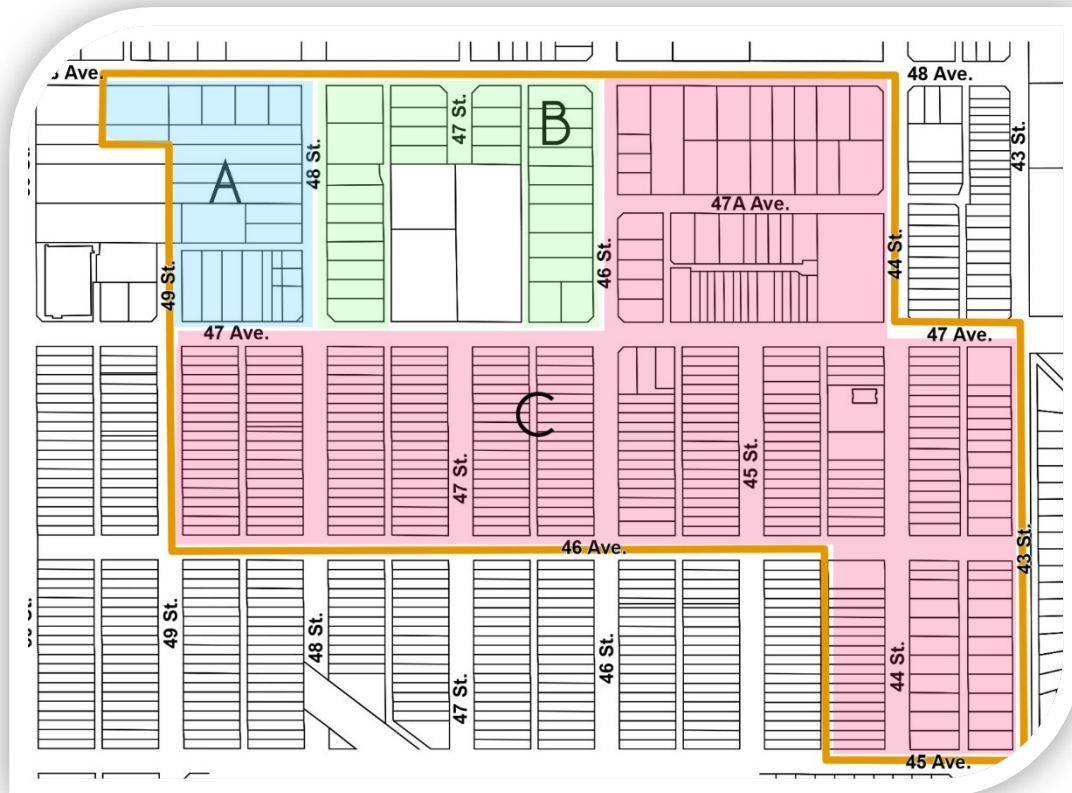 Ave.
48 Ave.
47 St.
B
43 St.
48 St.
A
47A Ave.
44 St.
46 St.
49 St.
47 Ave.
47 Ave.
C
47 St.
45 St.
46 Ave.
43 St.
49 St.
48 St.
46 St.
44 St.
47 St.
45 Ave.